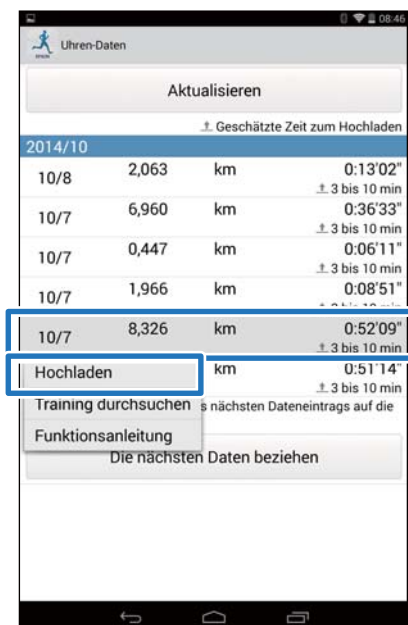 08:46
Uhren-Daten
Aktualisieren
Geschätzte Zeit zum Hochladen
2014/10
10/8 2,063 km 0:13'02"
3 bis 10 min
10/7 6,960 km 0:36'33"
3 bis 10 min
10/7 0,447 km 0:06'11"
3 bis 10 min
10/7 1,966 km 0:08'51"
10/7 8,326 km 0:52'09"
3 bis 10 min
Hochladen km 0:51'14"
3 bis 10 min
Training durchsuchen s nächsten Dateneintrags auf die
Funktionsanleitung
Die nächsten Daten beziehen